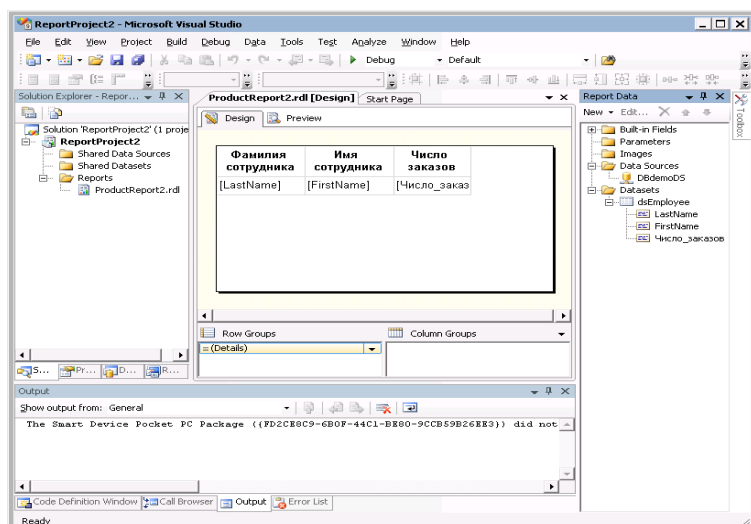 ReportProject2 - Microsoft Visual Studio
File Edit View Project Build Debug Data Tools Test Analyze Window Help
Debug Default
Solution Explorer - Repor...
Solution 'ReportProject2' (1 proje
ReportProject2
Shared Data Sources
Shared Datasets
Reports
ProductReport2.rdl
S... Pr... D... R...
ProductReport2.rdl [Design] Start Page
Design Preview
Фамилия сотрудника
Имя сотрудника
Число заказов
[LastName] [FirstName] [Число_заказ
Row Groups Column Groups
=(Details)
Report Data
New Edit...
Built-in Fields
Parameters
Images
Data Sources
DBdemoDS
Datasets
dsEmployee
LastName
FirstName
Число_заказов
Toolbox
Output
Show output from: General
The Smart Device Pocket PC Package ({FD2CE8C9-6B0F-44C1-BE80-9CCB59B26EE3}) did not
Code Definition Window Call Browser Output Error List
Ready